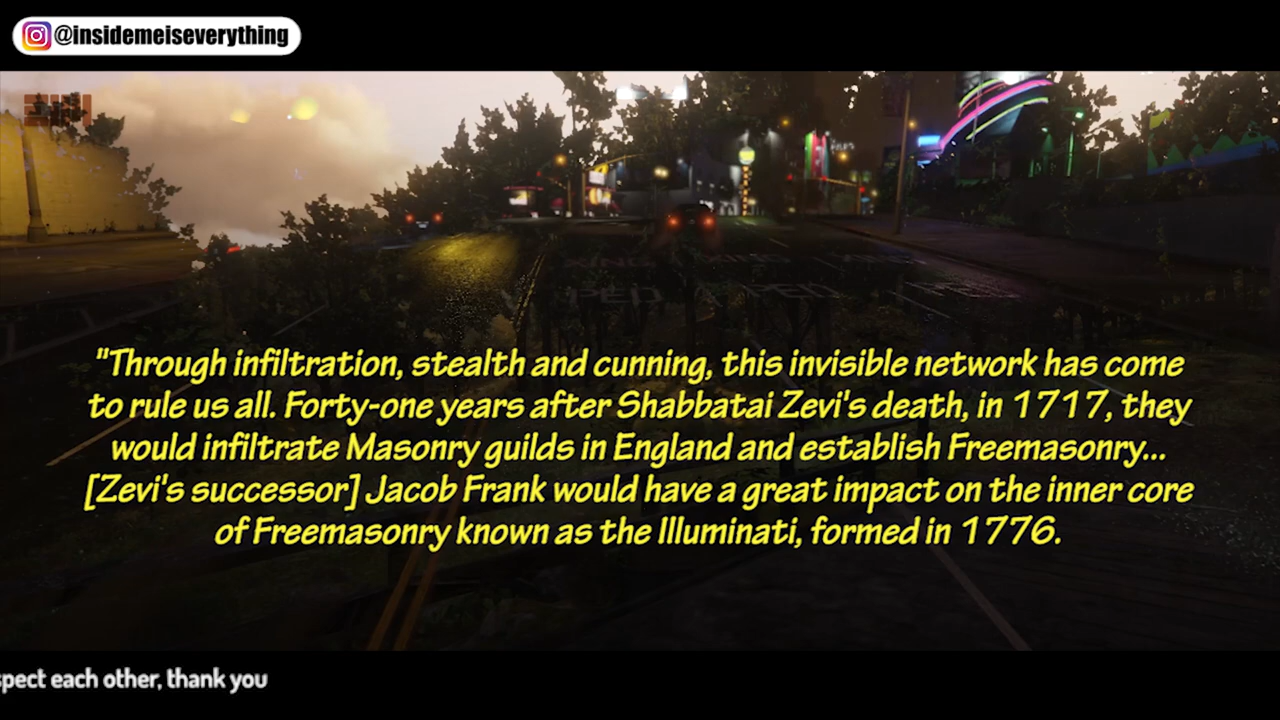 @insidemeiseverything
"Through infiltration, stealth and cunning, this invisible network has come
to rule us all. Forty-one years after Shabbatai Zevi's death, in 1717, they
would infiltrate Masonry guilds in England and establish Freemasonry...
[Zevi's successor] Jacob Frank would have a great impact on the inner core
of Freemasonry known as the Illuminati, formed in 1776.
spect each other, thank you